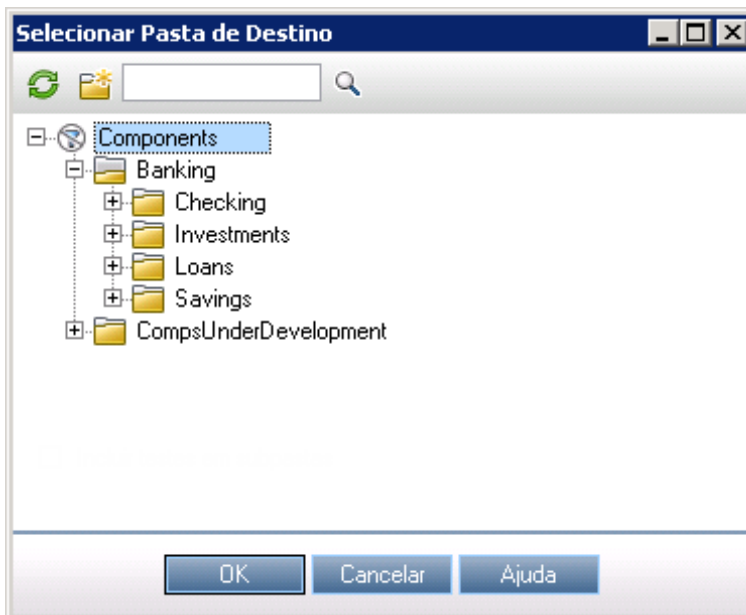 Selecionar Pasta de Destino
Components
Banking
Checking
Investments
Loans
Savings
CompsUnderDevelopment
OK Cancelar Ajuda